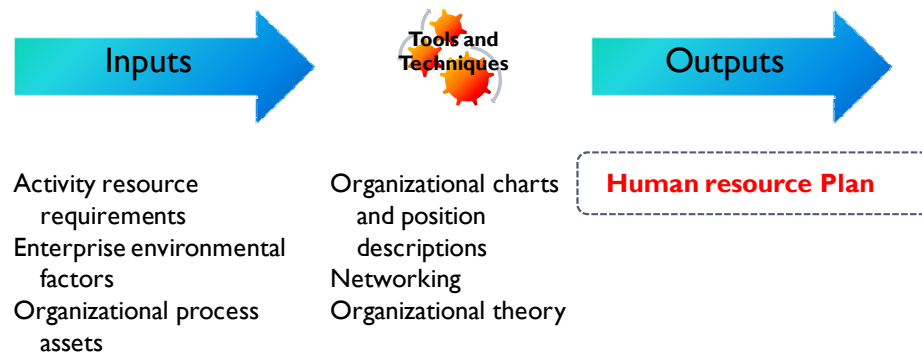 Inputs
Tools and
Techniques
Outputs
Activity resource
requirements
Enterprise environmental
factors
Organizational process
assets
Organizational charts
and position
descriptions
Networking
Organizational theory
Human resource Plan